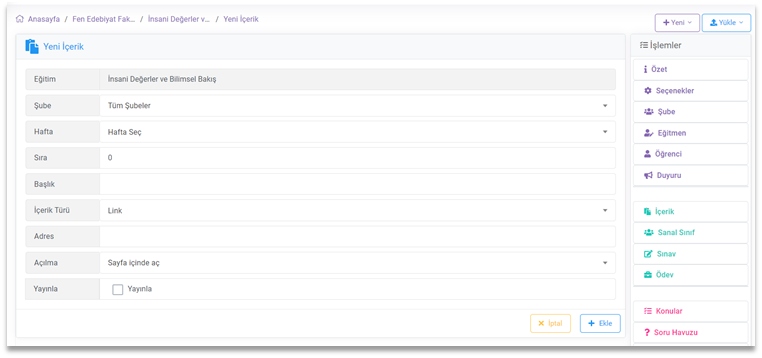 Anasayfa / Fen Edebiyat Fak... / İnsani Değerler v... / Yeni İçerik
Yeni
Yükle
Yeni İçerik
Eğitim İnsani Değerler ve Bilimsel Bakış
Şube Tüm Şubeler
Hafta Hafta Seç
Sıra 0
Başlık
İçerik Türü Link
Adres
Açılma Sayfa içinde aç
Yayınla Yayınla
İptal
Ekle
İşlemler
Özet
Seçenekler
Şube
Eğitmen
Öğrenci
Duyuru
İçerik
Sanal Sınıf
Sınav
Ödev
Konular
Soru Havuzu